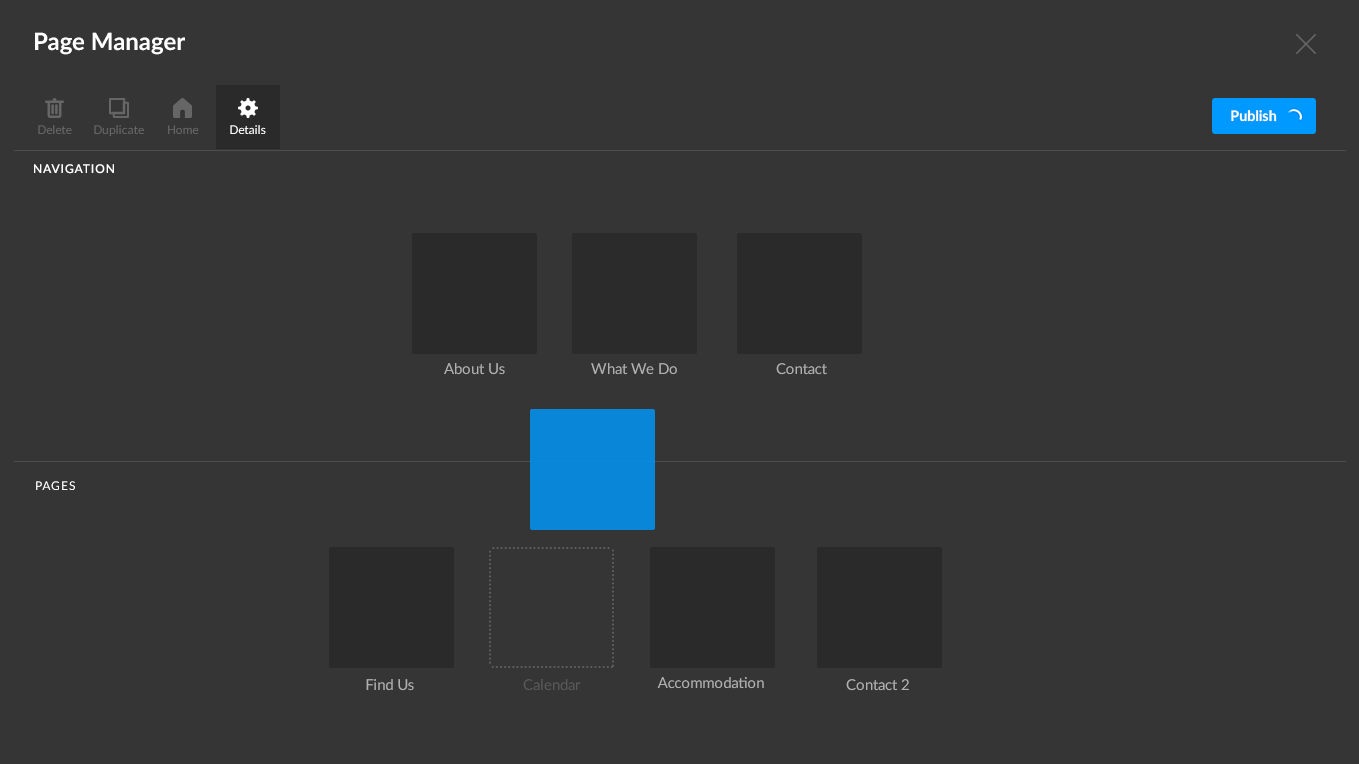 Page Manager
Delete Duplicate Home Details
Publish
NAVIGATION
About Us What We Do Contact
PAGES
Find Us Calendar Accommodation Contact 2